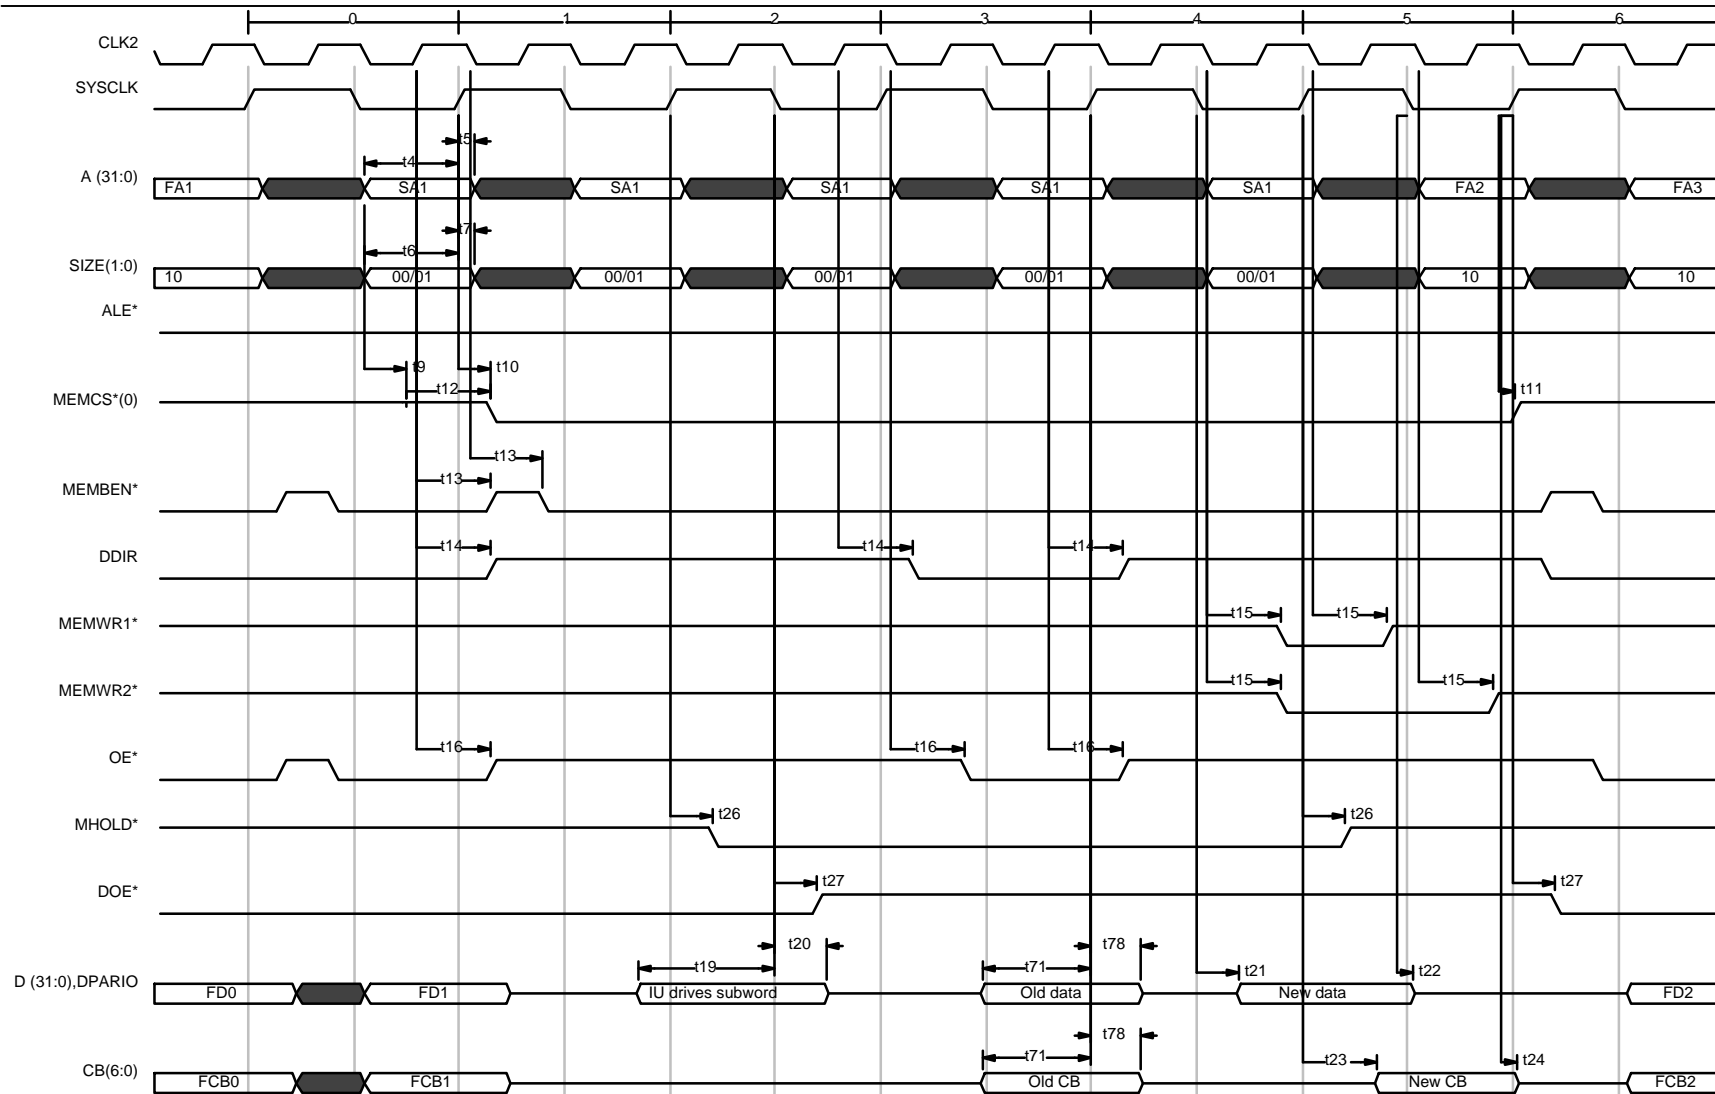 0 1 2 3 4 5 6
CLK2
SYSCLK
t5
t4
A (31:0) FA1 SA1 SA1 SA1 SA1 SA1 FA2 FA3
t7
t6
SIZE(1:0) 10 00/01 00/01 00/01 00/01 00/01 10 10
ALE*
t9 t10
t12 t11
MEMCS*(0)
t13
t13
MEMBEN*
t14 t14 t14
DDIR
t15 t15
MEMWR1*
t15 t15
MEMWR2*
t16 t16 t16
OE*
t26 t26
MHOLD*
t27 t27
DOE*
t20 t78
t19 t71 t21 t22
D (31:0),DPARIO FD0 FD1 IU drives subword Old data New data FD2
t78
t71 t23 t24
CB(6:0) FCB0 FCB1 Old CB New CB FCB2